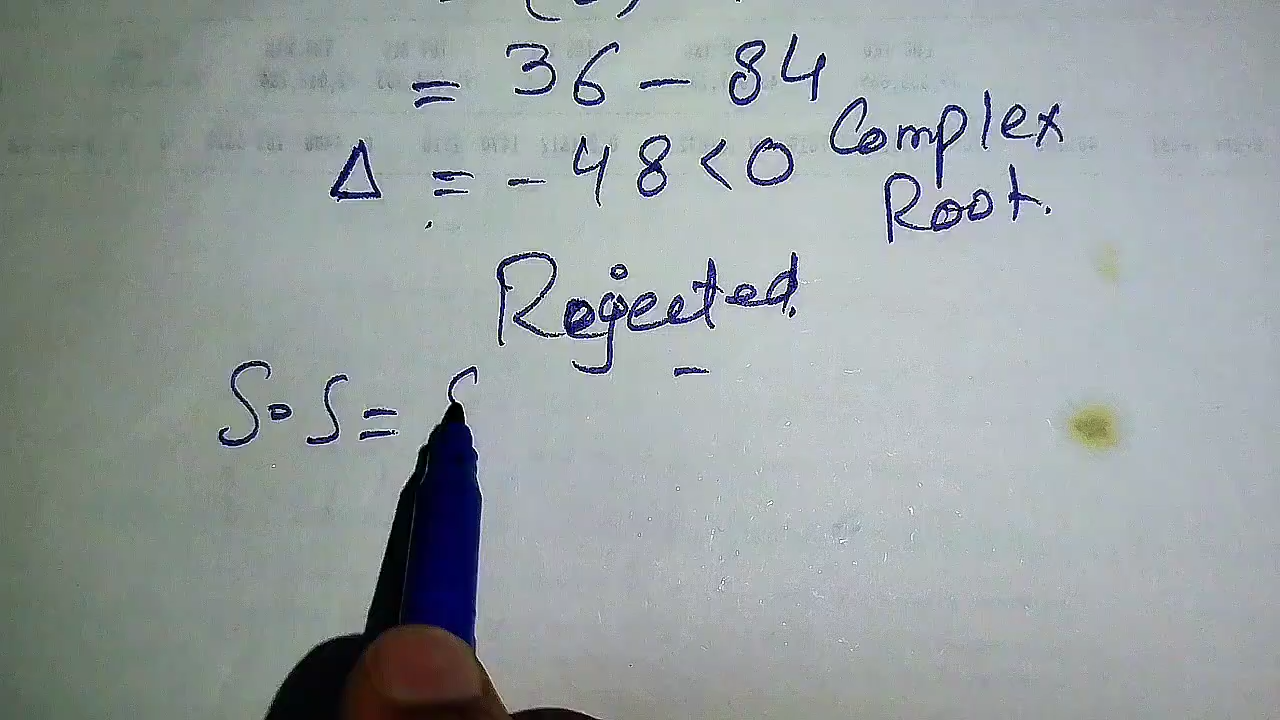 = 36 - 84
Δ = - 48 < 0 Complex
Root.
Rejected.
S.S =